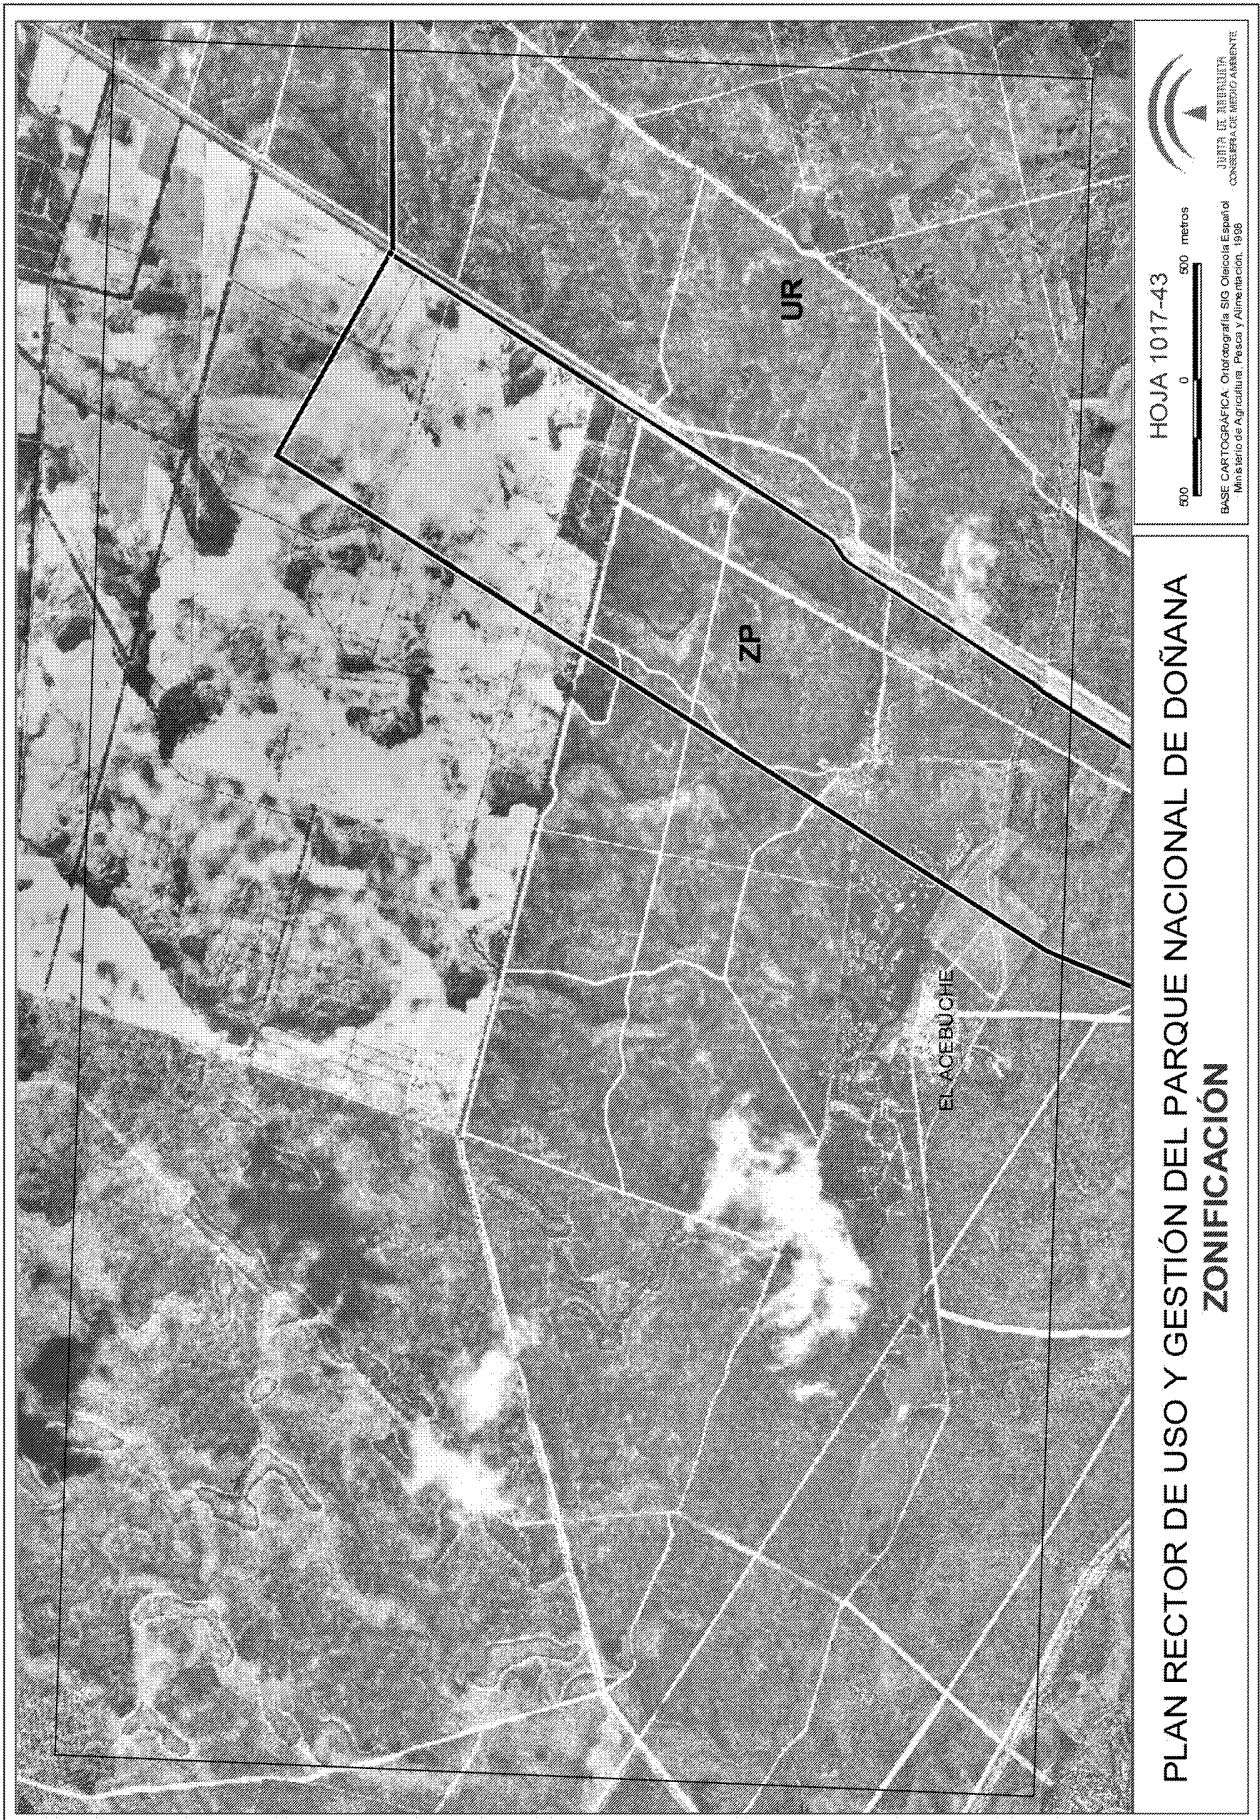 UR
ZP
EL ACEBUCHE
PLAN RECTOR DE USO Y GESTIÓN DEL PARQUE NACIONAL DE DOÑANA
ZONIFICACIÓN
HOJA 1017-43
500 0 500 metros
BASE CARTOGRÁFICA. Ortofotografía SIG Oleícola Español
Ministerio de Agricultura, Pesca y Alimentación. 1998
JUNTA DE ANDALUCIA
CONSEJERÍA DE MEDIO AMBIENTE